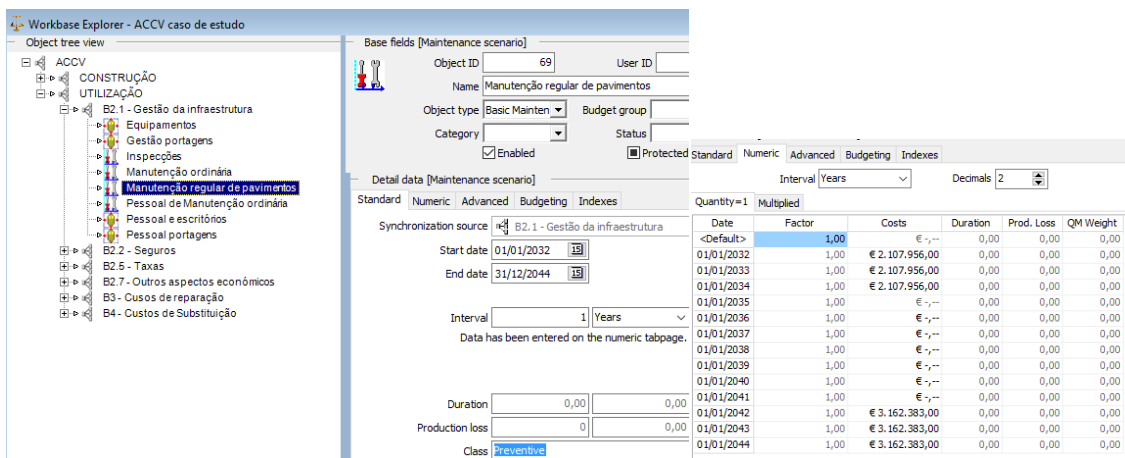 Workbase Explorer - ACCV caso de estudo
Object tree view
ACCV
CONSTRUÇÃO
UTILIZAÇÃO
B2.1 - Gestão da infraestrutura
Equipamentos
Gestão portagens
Inspecções
Manutenção ordinária
Manutenção regular de pavimentos
Pessoal de Manutenção ordinária
Pessoal e escritórios
Pessoal portagens
B2.2 - Seguros
B2.5 - Taxas
B2.7 - Outros aspectos económicos
B3 - Cusos de reparação
B4 - Custos de Substituição
Base fields [Maintenance scenario]
Object ID 69 User ID
Name Manutenção regular de pavimentos
Object type Basic Mainten Budget group
Category Status
Enabled Protected
Detail data [Maintenance scenario]
Standard Numeric Advanced Budgeting Indexes
Synchronization source B2.1 - Gestão da infraestrutura
Start date 01/01/2032 15
End date 31/12/2044 15
Interval 1 Years
Data has been entered on the numeric tabpage.
Duration 0,00 0,00
Production loss 0 0,00
Class Preventive
Standard Numeric Advanced Budgeting Indexes
Interval Years Decimals 2
Quantity=1 Multiplied
Date Factor Costs Duration Prod. Loss QM Weight
<Default> 1,00 € -,-- 0,00 0,00 0,00
01/01/2032 1,00 € 2.107.956,00 0,00 0,00 0,00
01/01/2033 1,00 € 2.107.956,00 0,00 0,00 0,00
01/01/2034 1,00 € 2.107.956,00 0,00 0,00 0,00
01/01/2035 1,00 € -,-- 0,00 0,00 0,00
01/01/2036 1,00 € -,-- 0,00 0,00 0,00
01/01/2037 1,00 € -,-- 0,00 0,00 0,00
01/01/2038 1,00 € -,-- 0,00 0,00 0,00
01/01/2039 1,00 € -,-- 0,00 0,00 0,00
01/01/2040 1,00 € -,-- 0,00 0,00 0,00
01/01/2041 1,00 € -,-- 0,00 0,00 0,00
01/01/2042 1,00 € 3.162.383,00 0,00 0,00 0,00
01/01/2043 1,00 € 3.162.383,00 0,00 0,00 0,00
01/01/2044 1,00 € 3.162.383,00 0,00 0,00 0,00